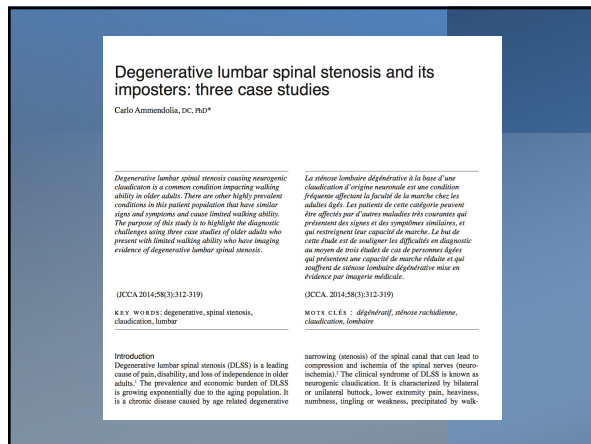 Degenerative lumbar spinal stenosis and its
imposters: three case studies
Carlo Ammendolia, DC, PhD*
Degenerative lumbar spinal stenosis causing neurogenic
claudicaton is a common condition impacting walking
ability in older adults. There are other highly prevalent
conditions in this patient population that have similar
signs and symptoms and cause limited walking ability.
The purpose of this study is to highlight the diagnostic
challenges using three case studies of older adults who
present with limited walking ability who have imaging
evidence of degenerative lumbar spinal stenosis.
(JCCA 2014;58(3):312-319)
KEY WORDS: degenerative, spinal stenosis,
claudication, lumbar
La sténose lombaire dégénérative à la base d'une
claudication d'origine neuronale est une condition
fréquente affectant la faculté de la marche chez les
adultes âgés. Les patients de cette catégorie peuvent
être affectés par d'autres maladies très courantes qui
présentent des signes et des symptômes similaires, et
qui restreignent leur capacité de marche. Le but de
cette étude est de souligner les difficultés en diagnostic
au moyen de trois études de cas de personnes âgées
qui présentent une capacité de marche réduite et qui
souffrent de sténose lombaire dégénérative mise en
évidence par imagerie médicale.
(JCCA. 2014;58(3):312-319)
MOTS CLÉS : dégénératif, sténose rachidienne,
claudication, lombaire
Introduction
Degenerative lumbar spinal stenosis (DLSS) is a leading
cause of pain, disability, and loss of independence in older
adults.¹ The prevalence and economic burden of DLSS
is growing exponentially due to the aging population. It
is a chronic disease caused by age related degenerative
narrowing (stenosis) of the spinal canal that can lead to
compression and ischemia of the spinal nerves (neuro-
ischemia).² The clinical syndrome of DLSS is known as
neurogenic claudication. It is characterized by bilateral
or unilateral buttock, lower extremity pain, heaviness,
numbness, tingling or weakness, precipitated by walk-